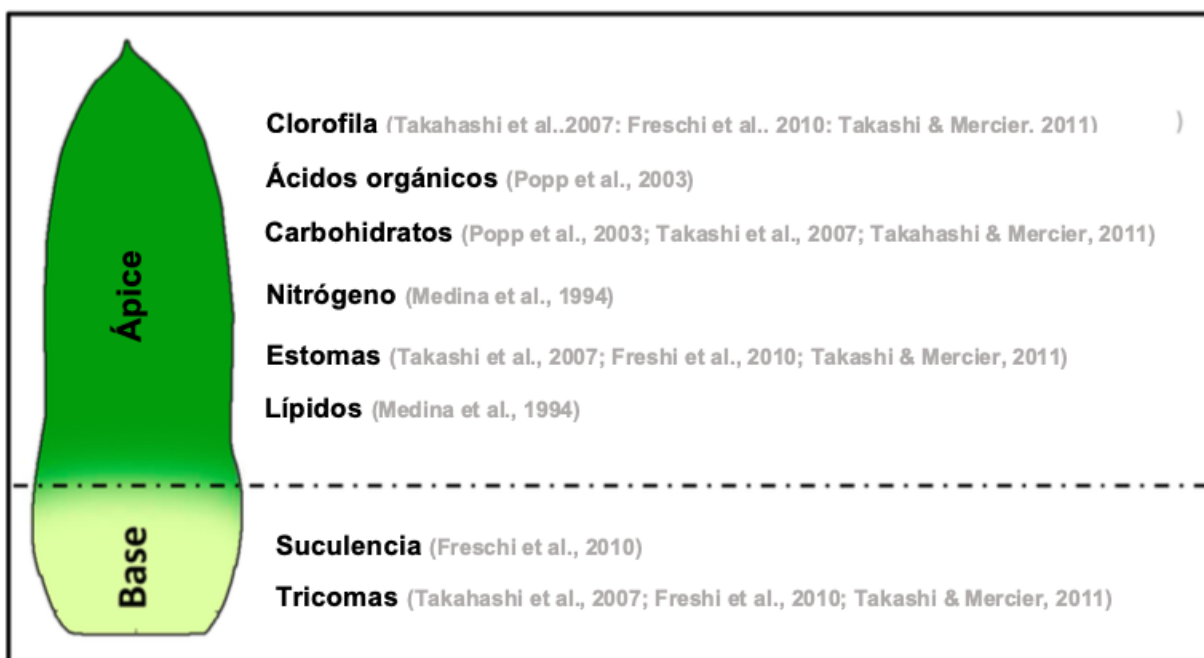 Clorofila (Takahashi et al..2007: Freschi et al.. 2010: Takashi & Mercier. 2011) )
Ácidos orgánicos (Popp et al., 2003)
Carbohidratos (Popp et al., 2003; Takashi et al., 2007; Takahashi & Mercier, 2011)
Ápice
Nitrógeno (Medina et al., 1994)
Estomas (Takashi et al., 2007; Freshi et al., 2010; Takashi & Mercier, 2011)
Lípidos (Medina et al., 1994)
Base
Suculencia (Freschi et al., 2010)
Tricomas (Takahashi et al., 2007; Freshi et al., 2010; Takashi & Mercier, 2011)